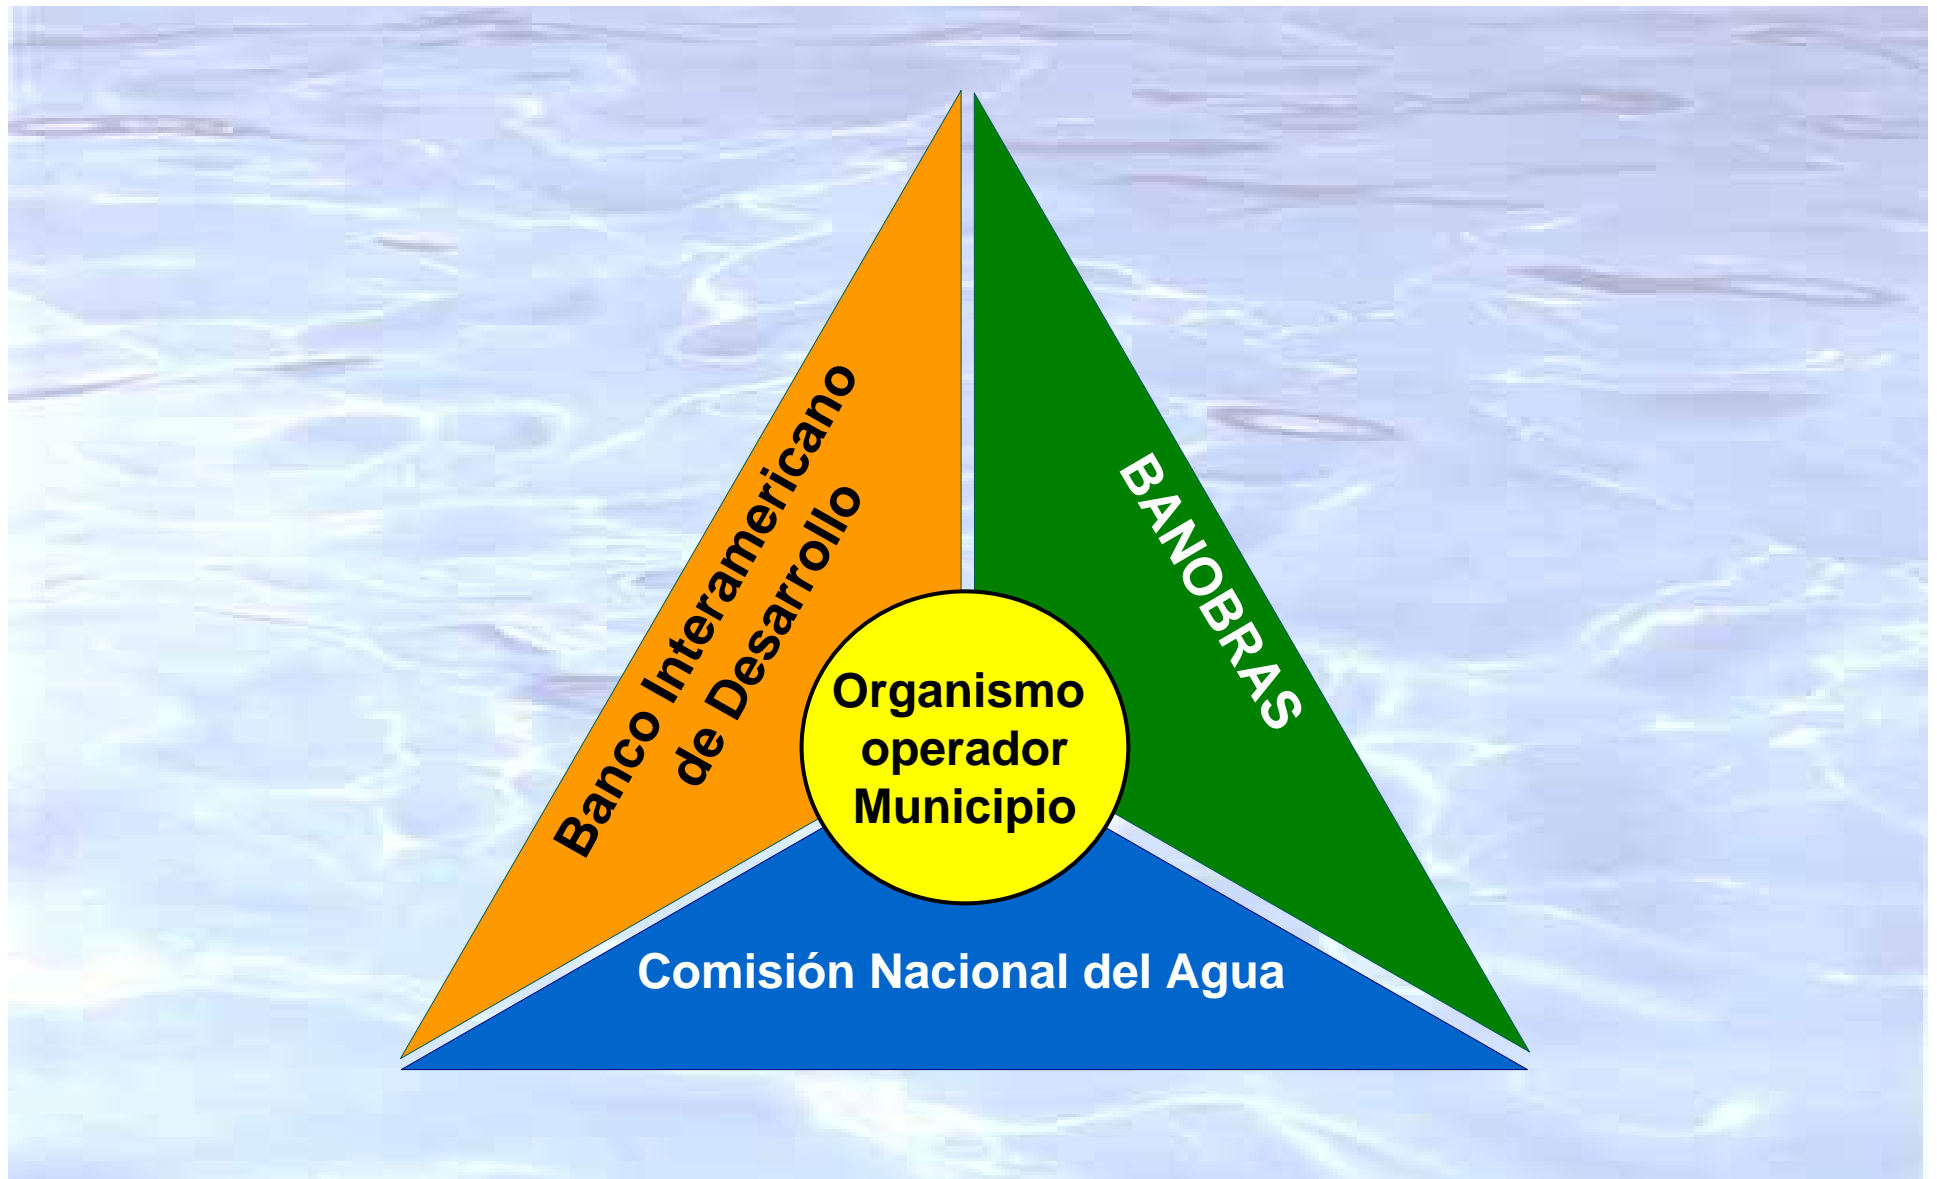 Banco Interamericano
de Desarrollo
BANOBRAS
Organismo
operador
Municipio
Comisión Nacional del Agua